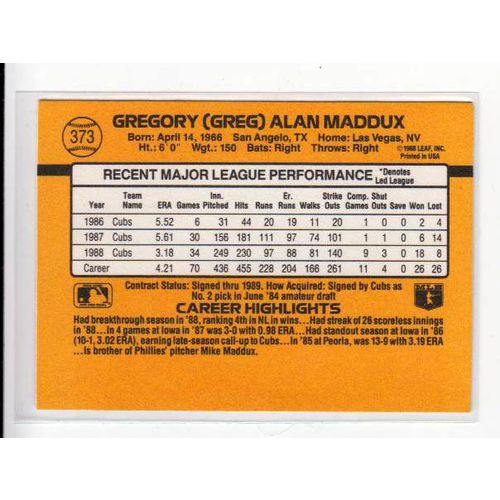 373
GREGORY (GREG) ALAN MADDUX
Born: April 14, 1966 San Angelo, TX Home: Las Vegas, NV
Ht.: 6' 0" Wgt.: 150 Bats: Right Throws: Right
©1988 LEAF, INC.
Printed in USA
RECENT MAJOR LEAGUE PERFORMANCE *Denotes Led League
Year Team Name ERA Games Inn. Pitched Hits Runs Er. Runs Walks Strike Outs Comp. Games Shut Outs Save Won Lost
1986 Cubs 5.52 6 31 44 20 19 11 20 1 0 0 2 4
1987 Cubs 5.61 30 156 181 111 97 74 101 1 1 0 6 14
1988 Cubs 3.18 34 249 230 97 88 81 140 9 3 0 18 8
Career 4.21 70 436 455 228 204 166 261 11 4 0 26 26
Contract Status: Signed thru 1989. How Acquired: Signed by Cubs as
No. 2 pick in June '84 amateur draft
MLB
CAREER HIGHLIGHTS
Had breakthrough season in '88, ranking 4th in NL in wins...Had streak of 26 scoreless innings
in '88...In 4 games at Iowa in '87 was 3-0 with 0.98 ERA...Had standout season at Iowa in '86
(10-1, 3.02 ERA), earning late-season call-up to Cubs...In '85 at Peoria, was 13-9 with 3.19 ERA
...Is brother of Phillies' pitcher Mike Maddux.